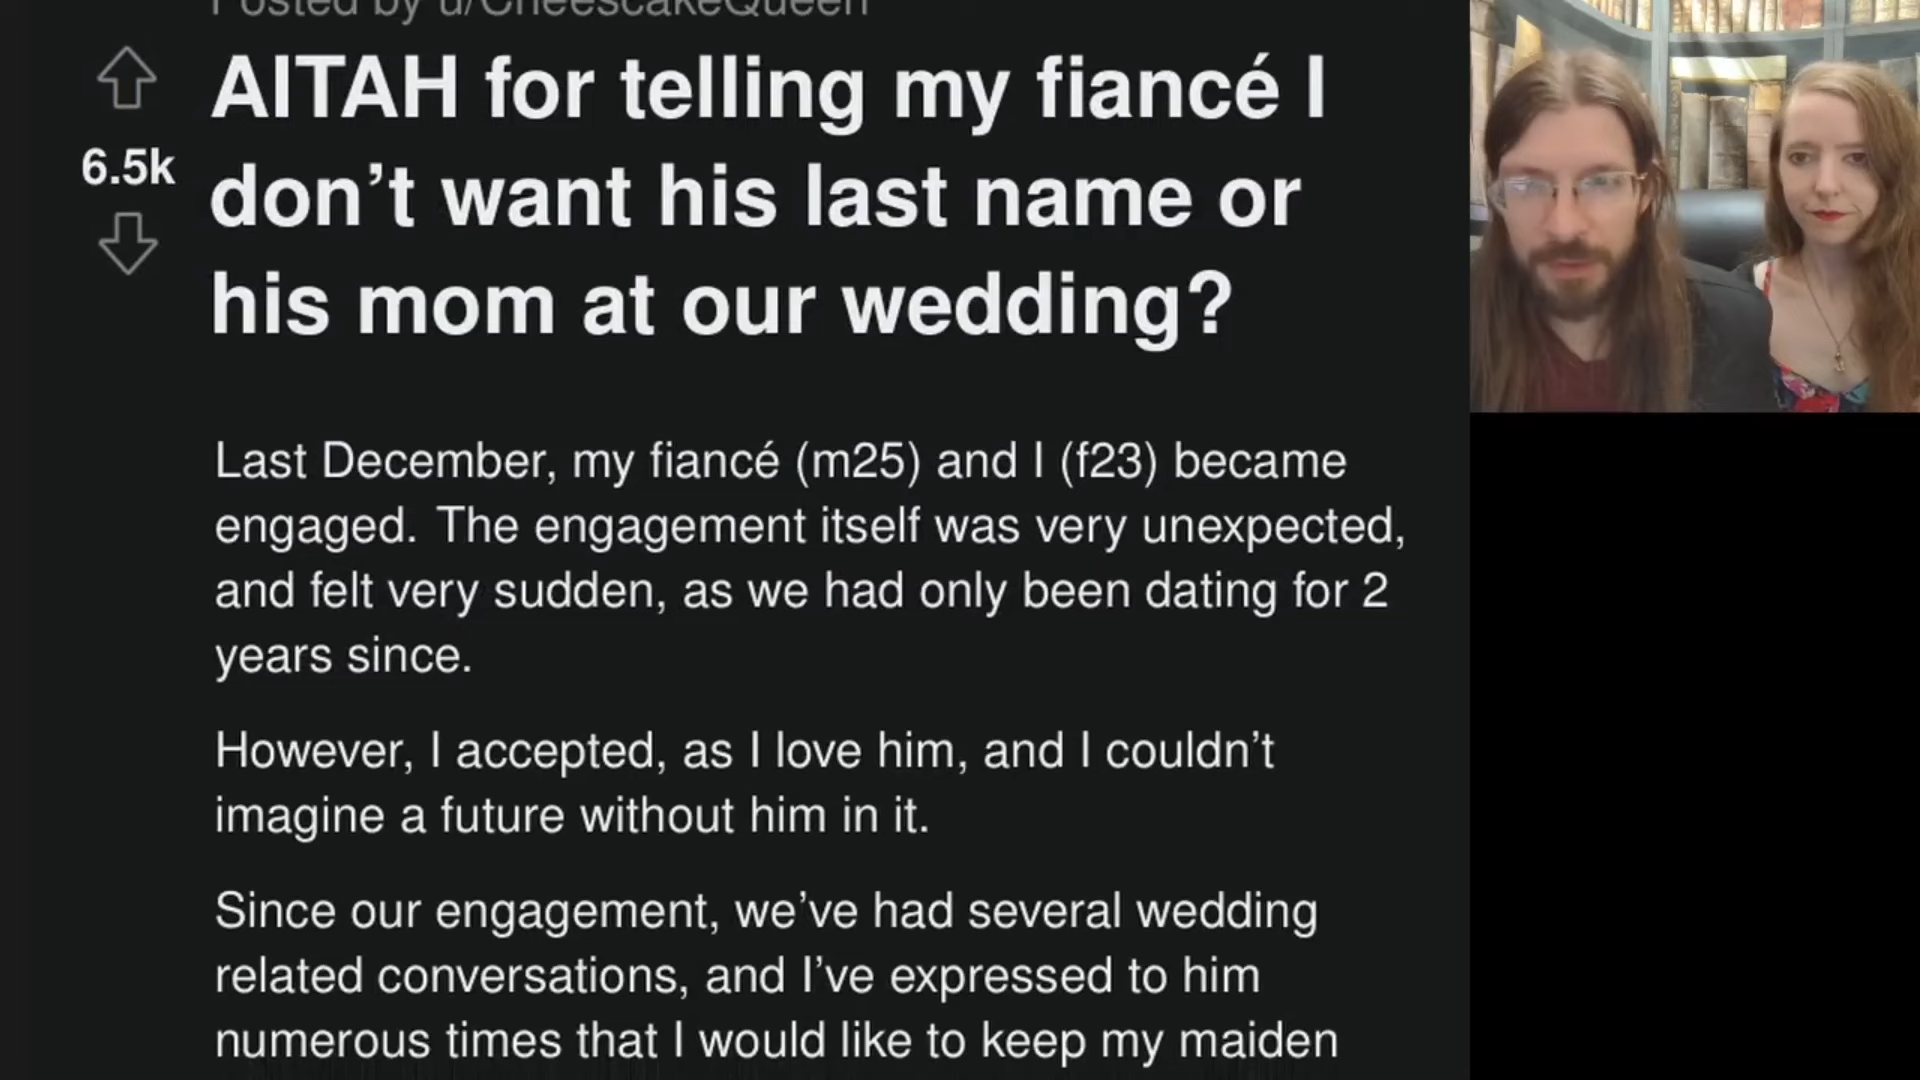 Posted by u/CheescakeQueen
AITAH for telling my fiancé I
don’t want his last name or
his mom at our wedding?
6.5k
Last December, my fiancé (m25) and I (f23) became
engaged. The engagement itself was very unexpected,
and felt very sudden, as we had only been dating for 2
years since.
However, I accepted, as I love him, and I couldn’t
imagine a future without him in it.
Since our engagement, we’ve had several wedding
related conversations, and I’ve expressed to him
numerous times that I would like to keep my maiden